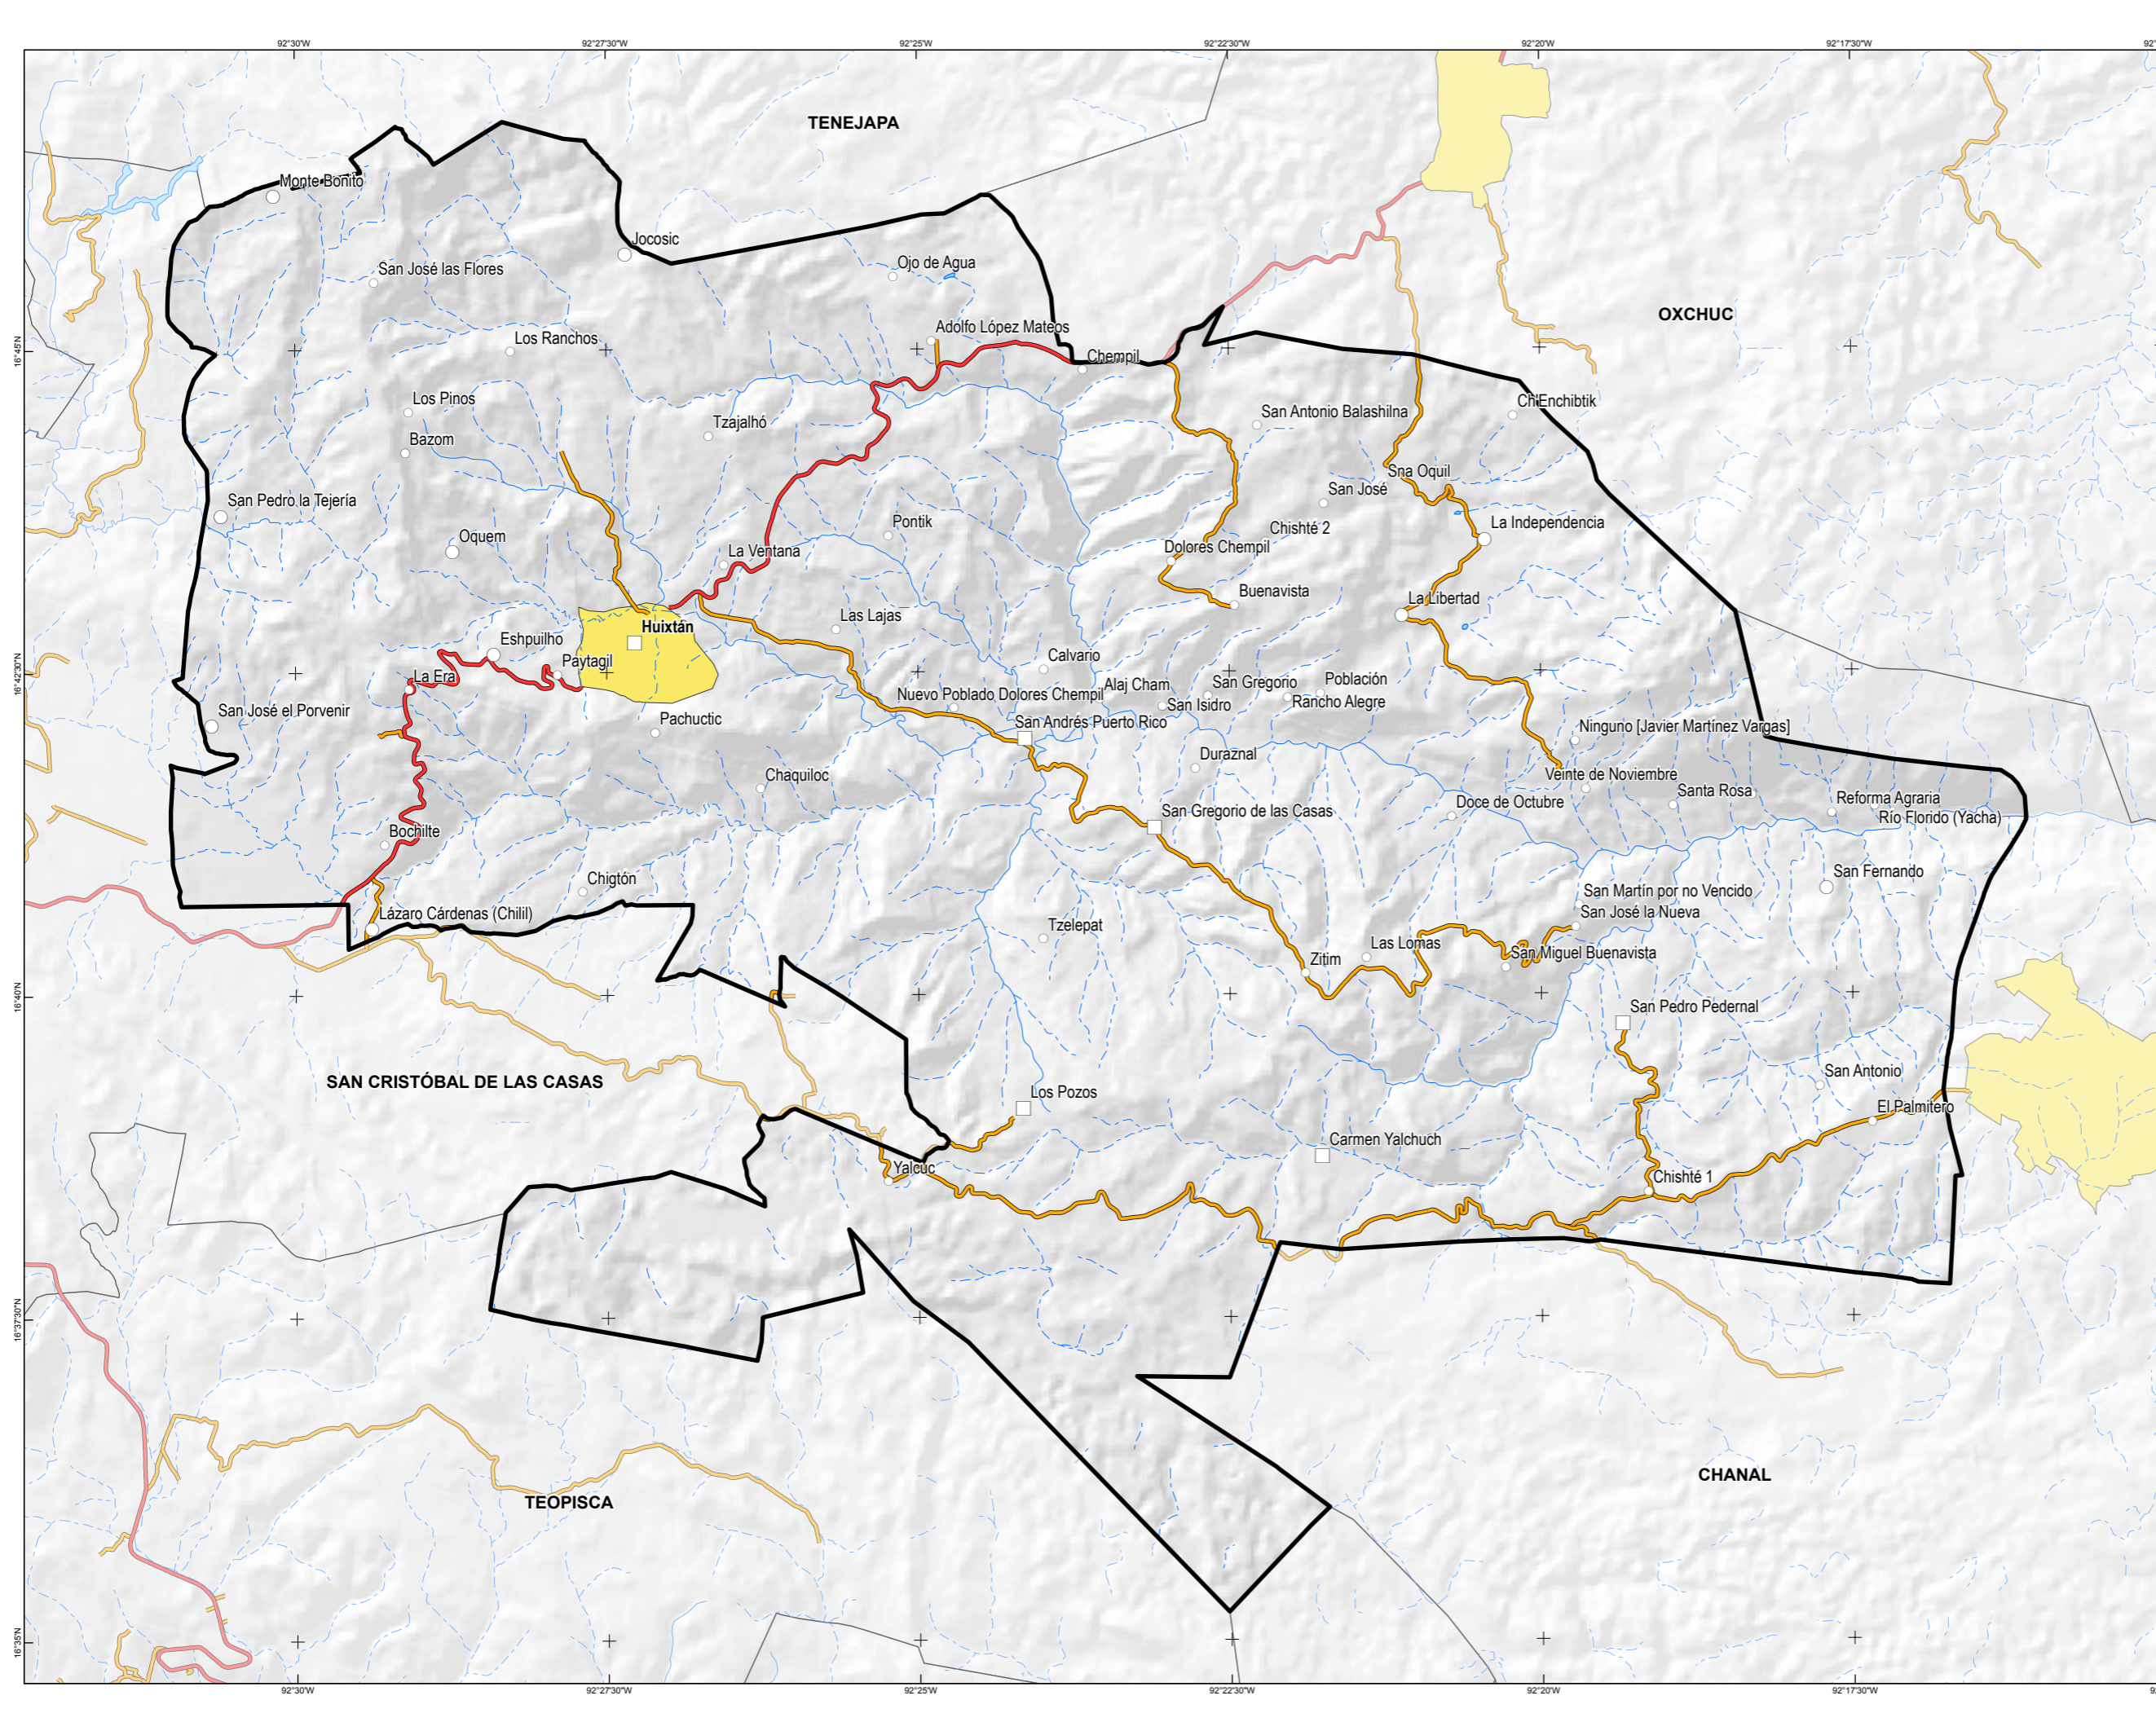 92°30'W
92°27'30"W
92°25'W
92°22'30"W
92°20'W
92°17'30"W
TENEJAPA
Monte Bonito
Jocosic
San José las Flores
Ojo de Agua
OXCHUC
Adolfo López Mateos
Los Ranchos
16°45'N
Chempil
Los Pinos
Ch'Enchibtik
San Antonio Balashilna
Tzajalhó
Bazom
Sna Oquil
San José
San Pedro la Tejería
Pontik
La Independencia
Chishté 2
Oquem
Dolores Chempil
La Ventana
Buenavista
La Libertad
Las Lajas
Huixtán
Eshpuilho
Calvario
Paytagil
16°42'30"N
La Era
Población
San Gregorio
Alaj Cham
Nuevo Poblado Dolores Chempil
Rancho Alegre
San Isidro
San José el Porvenir
Pachuctic
San Andrés Puerto Rico
Ninguno [Javier Martínez Vargas]
Duraznal
Chaquiloc
Veinte de Noviembre
Santa Rosa
Reforma Agraria
Doce de Octubre
San Gregorio de las Casas
Río Florido (Yacha)
Bochilte
San Fernando
Chigtón
San Martín por no Vencido
Lázaro Cárdenas (Chilil)
San José la Nueva
Tzelepat
Las Lomas
San Miguel Buenavista
Zitim
16°40'N
San Pedro Pedernal
San Antonio
SAN CRISTÓBAL DE LAS CASAS
Los Pozos
El Palmitero
Carmen Yalchuch
Yalcuc
Chishté 1
16°37'30"N
CHANAL
TEOPISCA
16°35'N
92°30'W
92°27'30"W
92°25'W
92°22'30"W
92°20'W
92°17'30"W